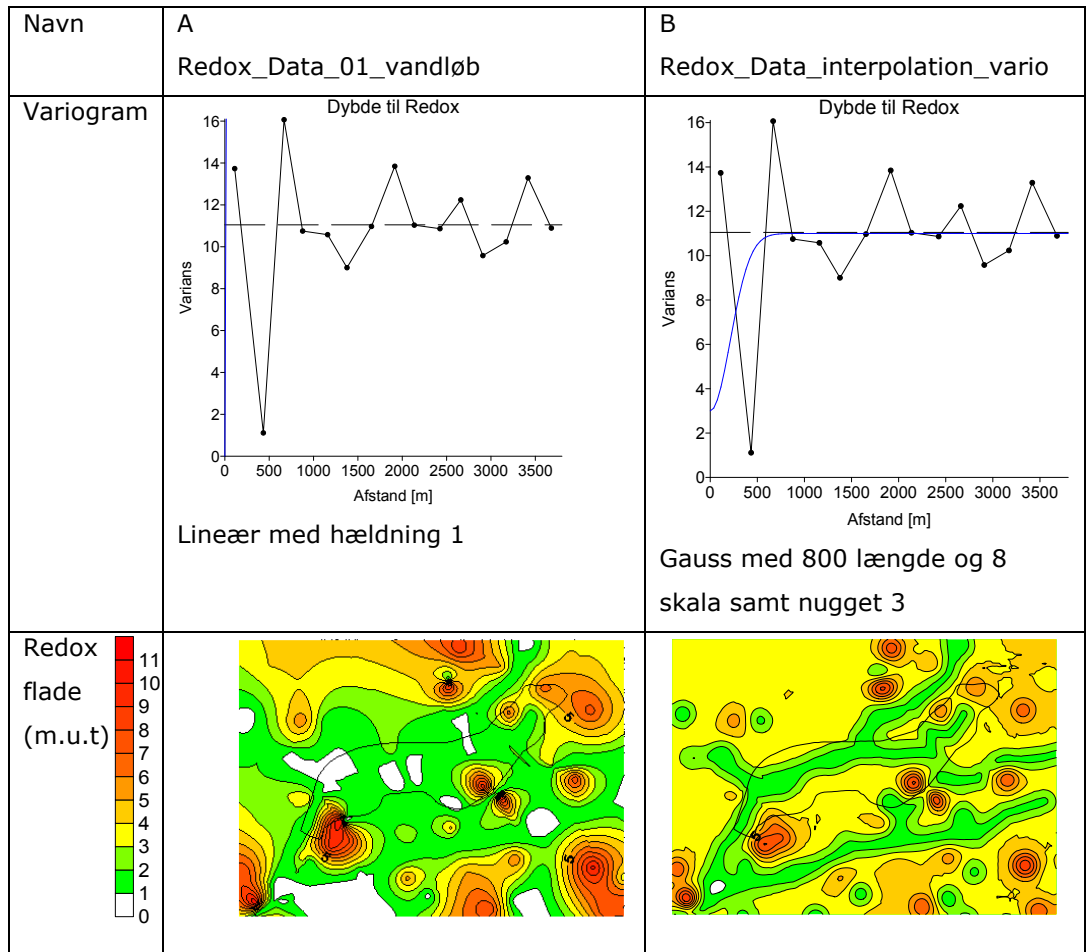 Navn
A
Redox_Data_01_vandløb
B
Redox_Data_interpolation_vario
Variogram
Dybde til Redox
16
14
12
10
8
6
4
2
0
Varians
0 500 1000 1500 2000 2500 3000 3500
Afstand [m]
Lineær med hældning 1
Dybde til Redox
16
14
12
10
8
6
4
2
0
Varians
0 500 1000 1500 2000 2500 3000 3500
Afstand [m]
Gauss med 800 længde og 8
skala samt nugget 3
Redox
flade
(m.u.t)
11
10
9
8
7
6
5
4
3
2
1
0
5
5
5
5